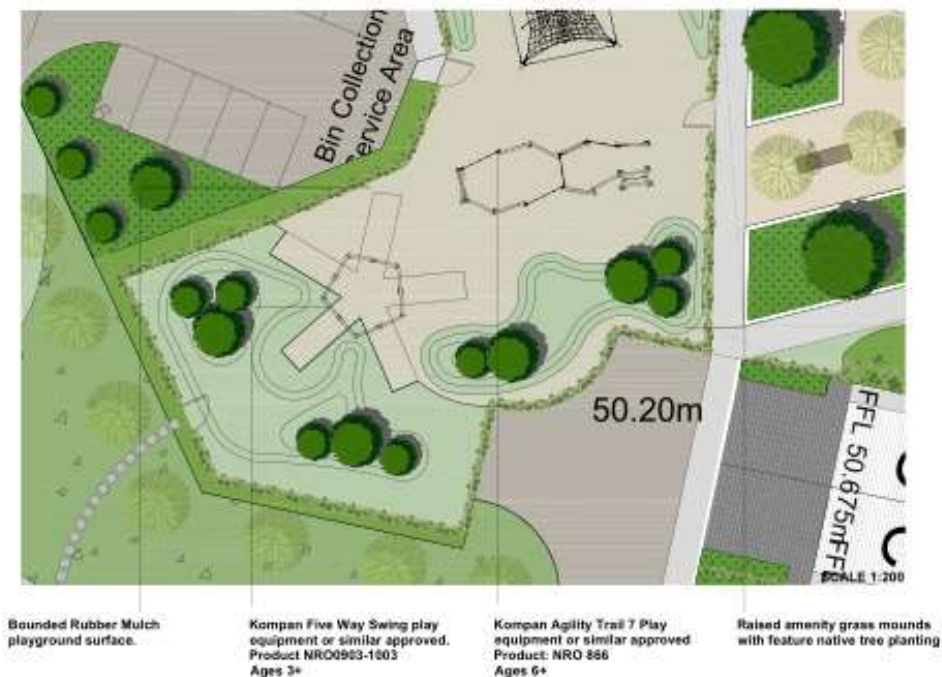 Bin Collection
Service Area
50.20m
FFL 50.675m
FFL
SCALE 1:200
Bounded Rubber Mulch
playground surface.
Kompan Five Way Swing play
equipment or similar approved.
Product NRO0903-1003
Ages 3+
Kompan Agility Trail 7 Play
equipment or similar approved
Product: NRO 866
Ages 6+
Raised amenity grass mounds
with feature native tree planting